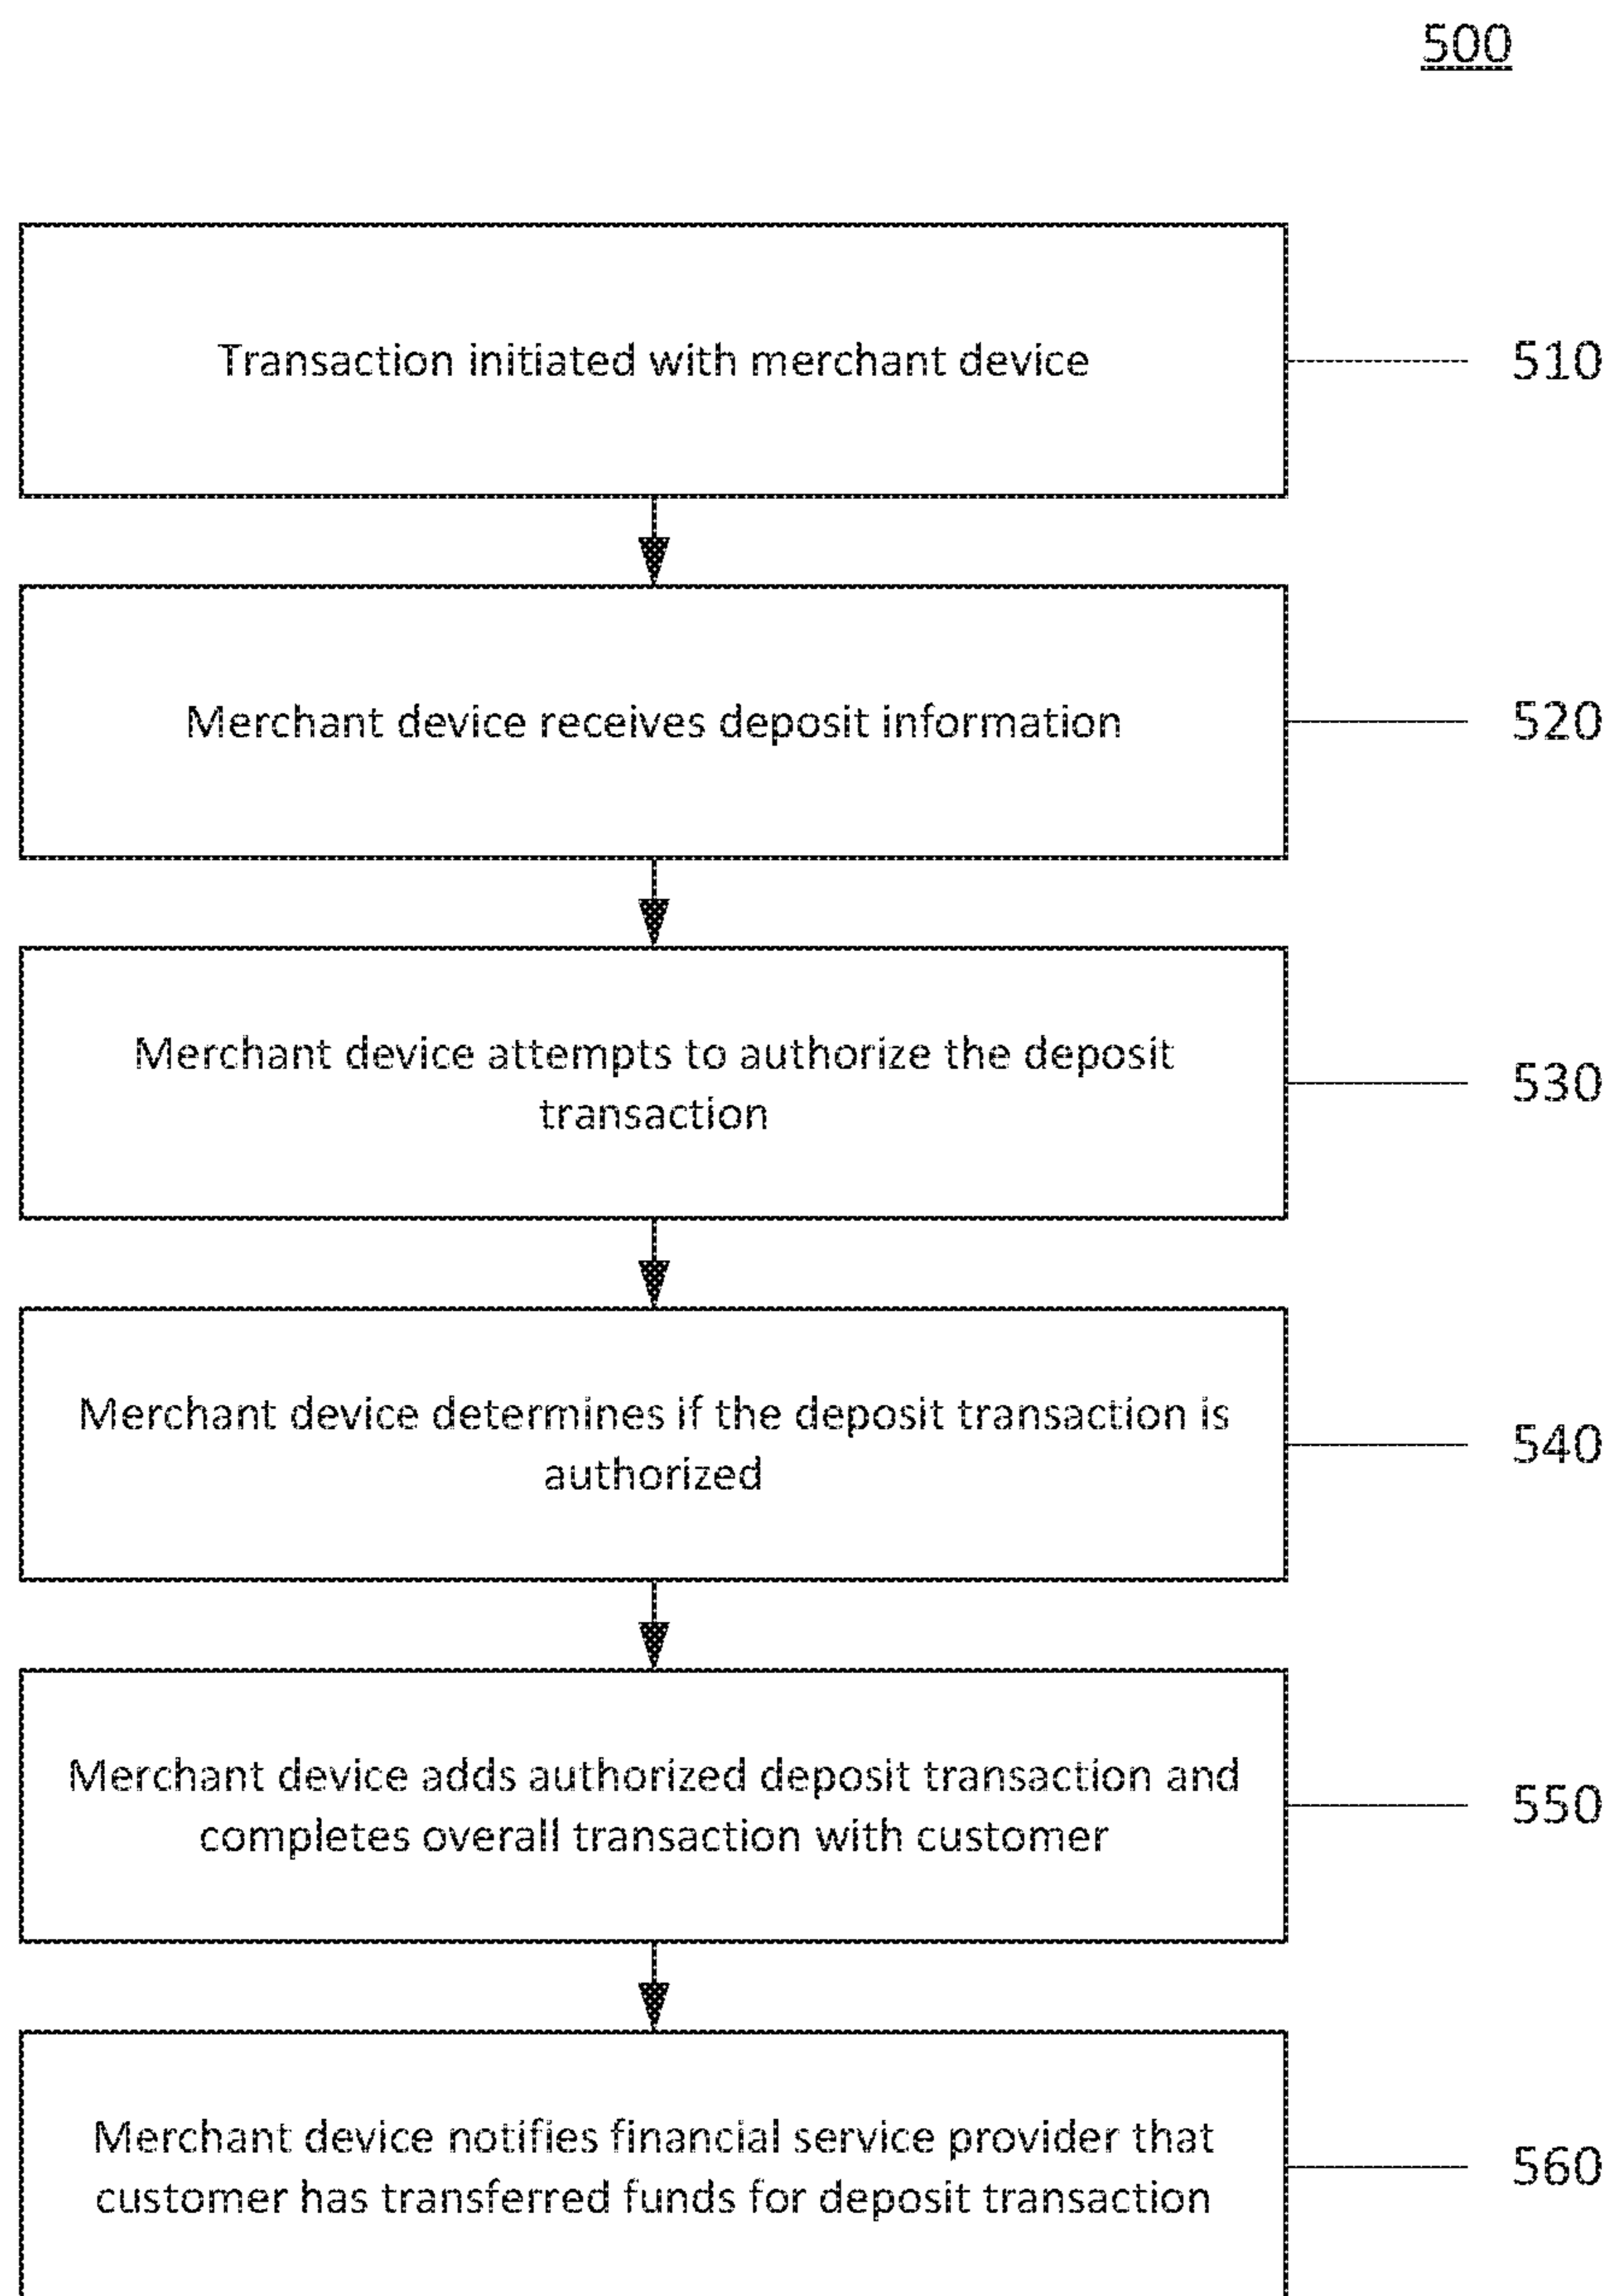 500
Transaction initiated with merchant device
510
Merchant device receives deposit information
520
Merchant device attempts to authorize the deposit
transaction
530
Merchant device determines if the deposit transaction is
authorized
540
Merchant device adds authorized deposit transaction and
completes overall transaction with customer
550
Merchant device notifies financial service provider that
customer has transferred funds for deposit transaction
560